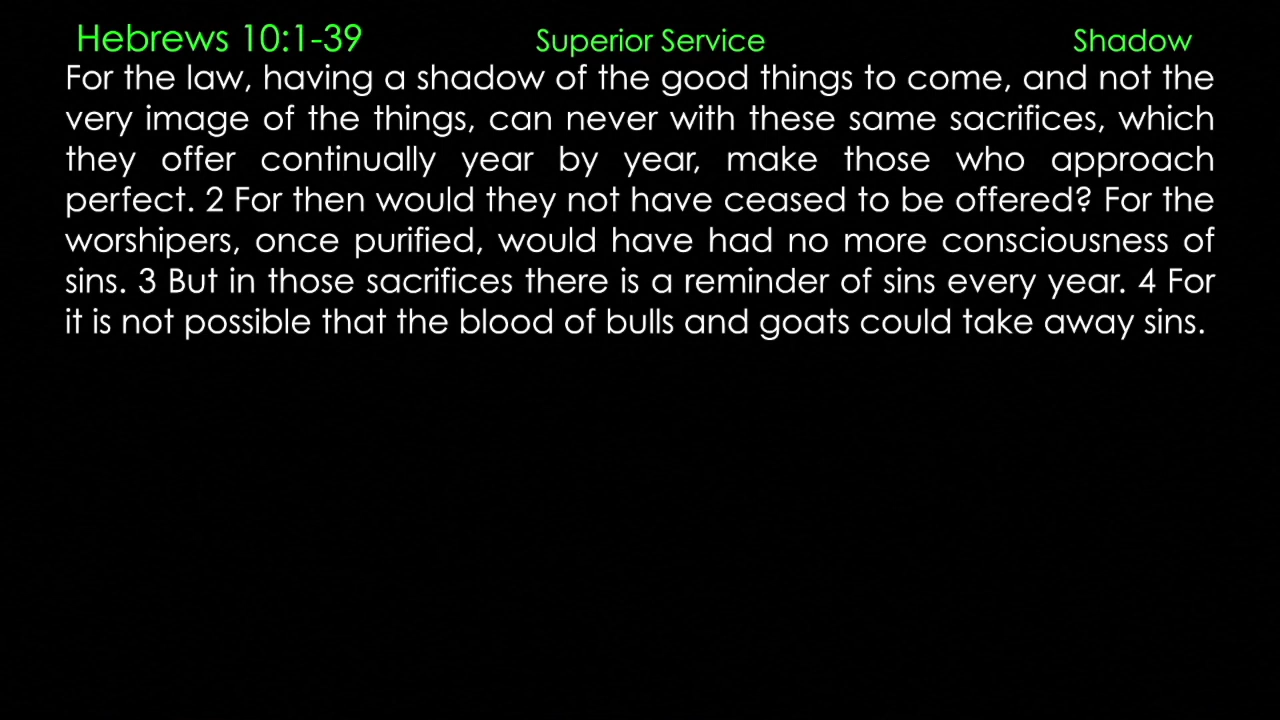 Hebrews 10:1-39 Superior Service Shadow
For the law, having a shadow of the good things to come, and not the
very image of the things, can never with these same sacrifices, which
they offer continually year by year, make those who approach
perfect. 2 For then would they not have ceased to be offered? For the
worshipers, once purified, would have had no more consciousness of
sins. 3 But in those sacrifices there is a reminder of sins every year. 4 For
it is not possible that the blood of bulls and goats could take away sins.